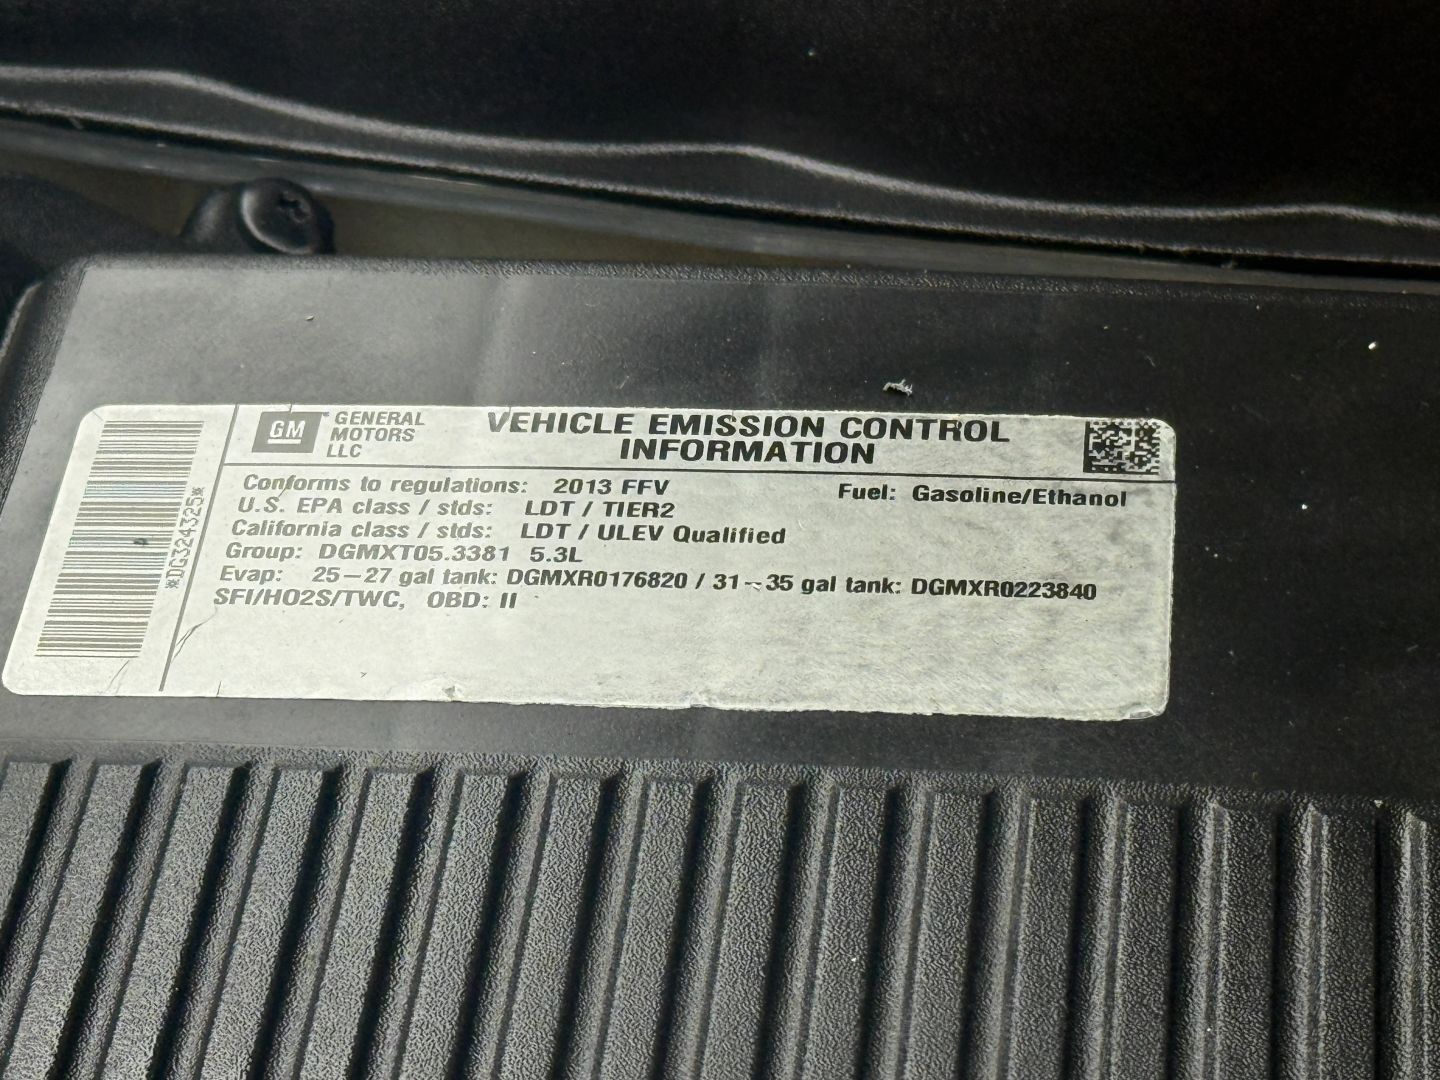 *DG324325*
GM
GENERAL
MOTORS
LLC
VEHICLE EMISSION CONTROL
INFORMATION
Conforms to regulations: 2013 FFV
Fuel: Gasoline/Ethanol
U.S. EPA class / stds: LDT / TIER2
California class / stds: LDT / ULEV Qualified
Group: DGMXT05.3381 5.3L
Evap: 25-27 gal tank: DGMXR0176820 / 31-35 gal tank: DGMXR0223840
SFI/HO2S/TWC, OBD: II